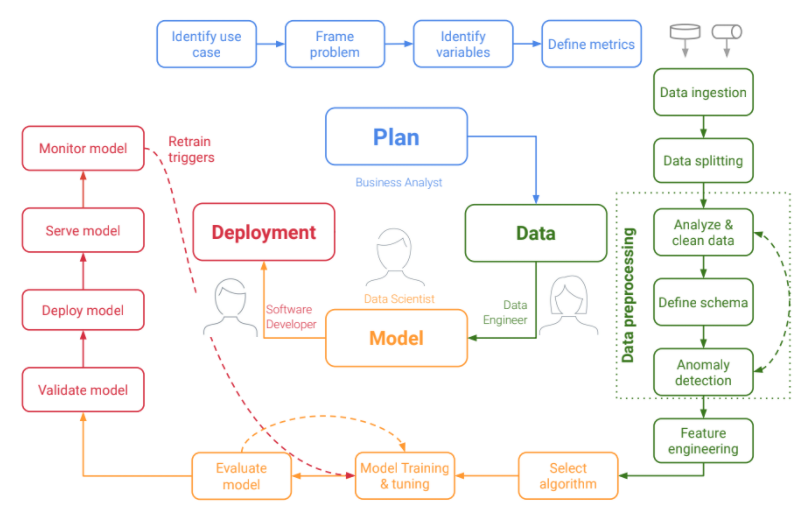 Identify use
case
Frame
problem
Identify
variables
Define metrics
Data ingestion
Data splitting
Data preprocessing
Analyze &
clean data
Define schema
Anomaly
detection
Feature
engineering
Select
algorithm
Model Training
& tuning
Evaluate
model
Validate model
Deploy model
Serve model
Monitor model
Retrain
triggers
Plan
Business Analyst
Data
Data
Engineer
Model
Data Scientist
Deployment
Software
Developer